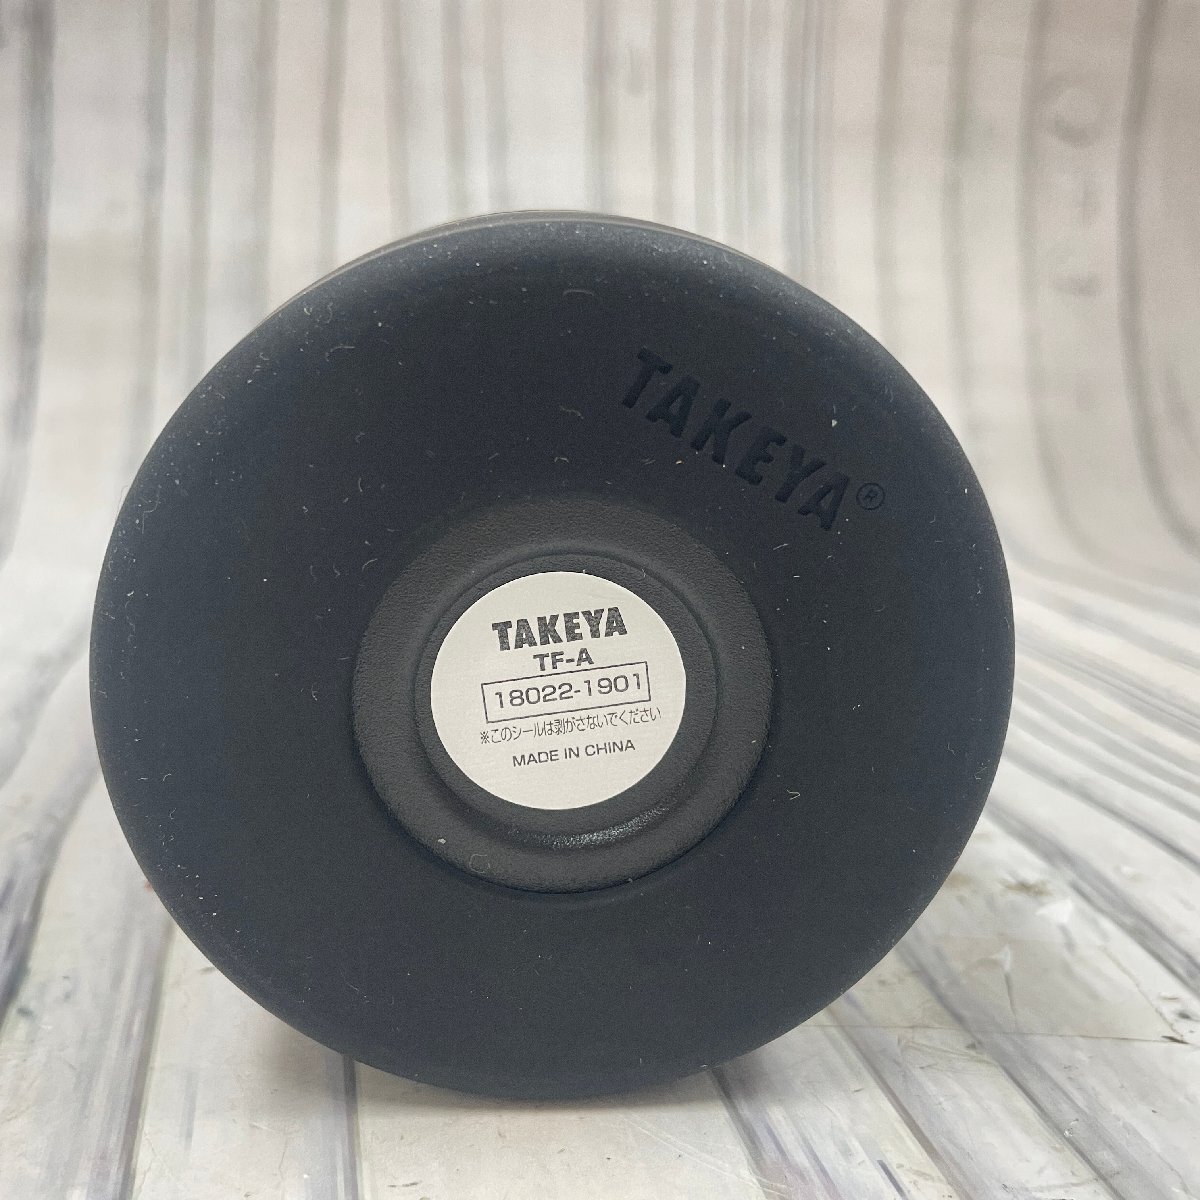 TAKEYA®
TAKEYA
TF-A
18022-1901
※このシールは剥がさないでください
MADE IN CHINA